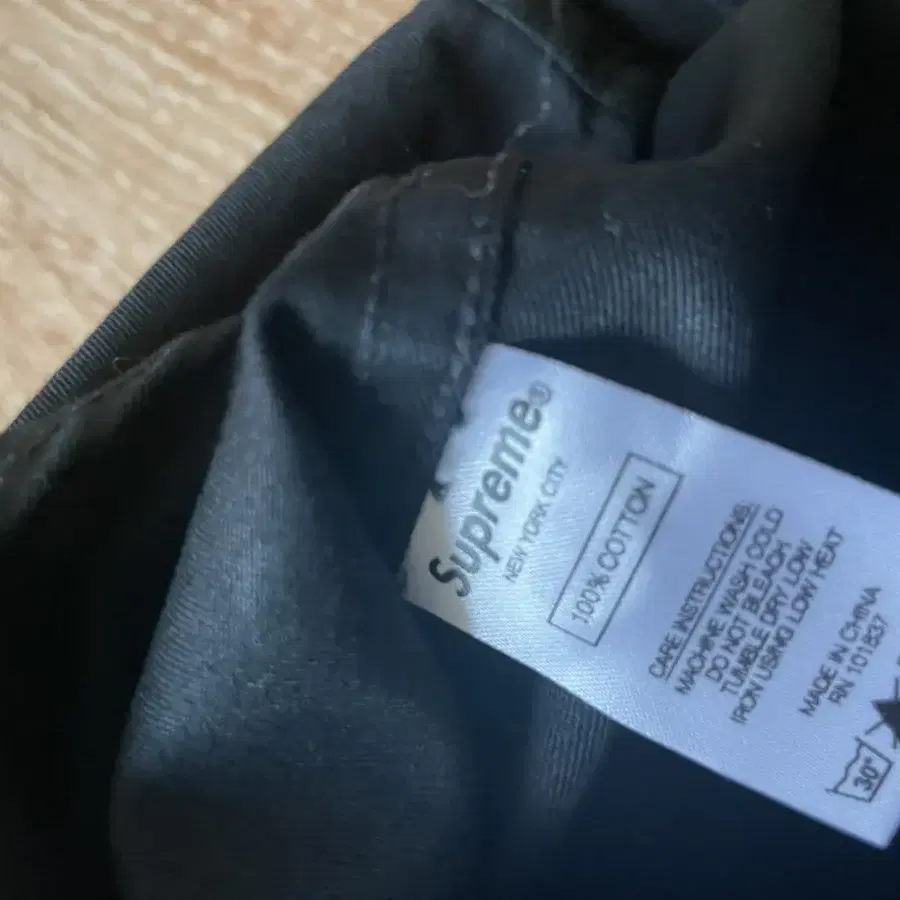 Supreme®
NEW YORK CITY
100% COTTON
CARE INSTRUCTIONS:
MACHINE WASH COLD
DO NOT BLEACH
TUMBLE DRY LOW
IRON USING LOW HEAT
MADE IN CHINA
RN 101837
30°